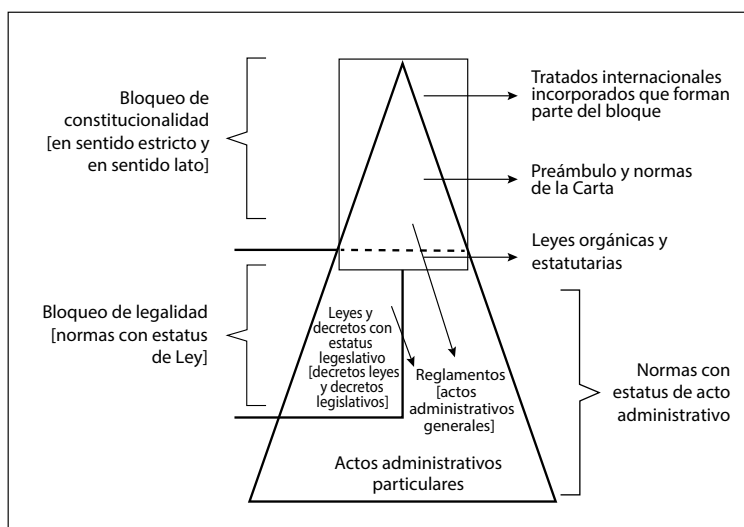 Bloqueo de
constitucionalidad
[en sentido estricto y
en sentido lato]
Tratados internacionales
incorporados que forman
parte del bloque
Preámbulo y normas
de la Carta
Leyes orgánicas y
estatutarias
Bloqueo de legalidad
[normas con estatus
de Ley]
Leyes y
decretos con
estatus
legeslativo
[decretos leyes
y decretos
legislativos]
Reglamentos
[actos
administrativos
generales]
Normas con
estatus de acto
administrativo
Actos administrativos
particulares